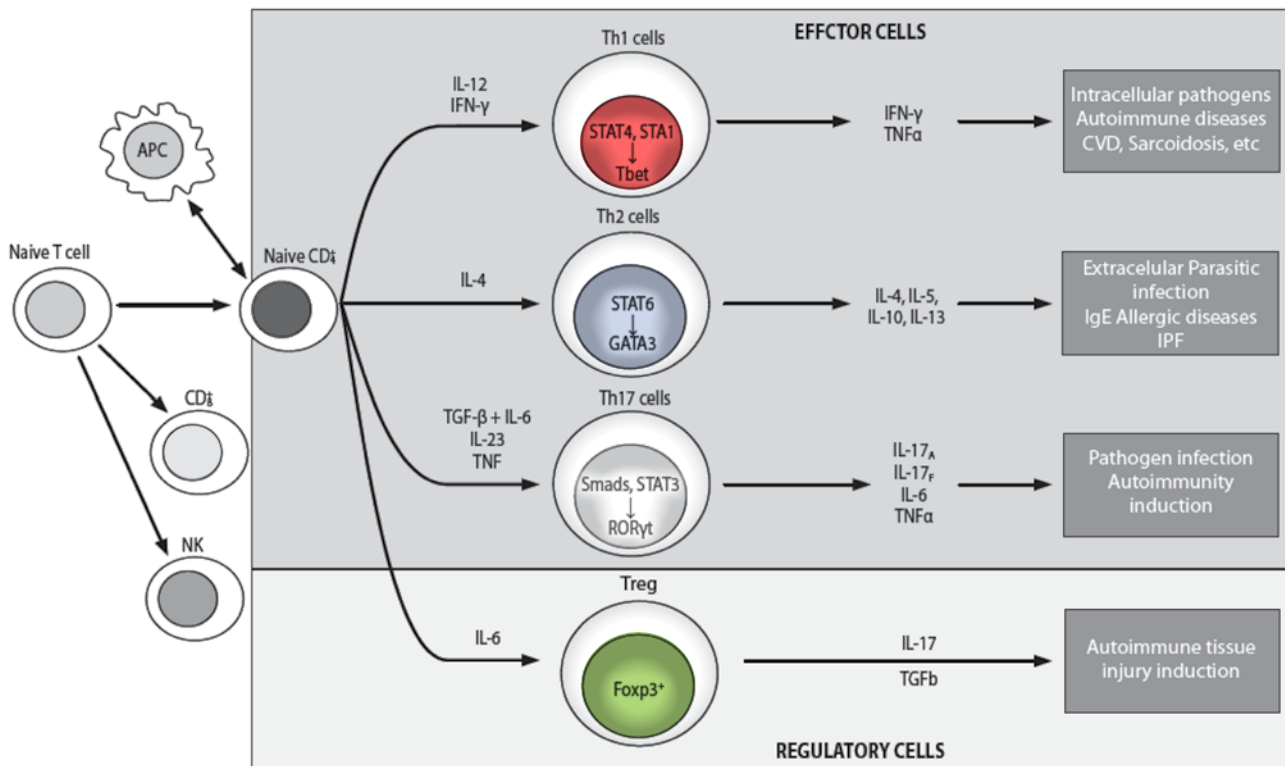 EFFCTOR CELLS
Th1 cells
IL-12
IFN-γ
STAT4, STA1
↓
Tbet
IFN-γ
TNFα
Intracellular pathogens
Autoimmune diseases
CVD, Sarcoidosis, etc
APC
Naive T cell
Naive CD4+
Th2 cells
IL-4
STAT6
↓
GATA3
IL-4, IL-5,
IL-10, IL-13
Extracelular Parasitic
infection
IgE Allergic diseases
IPF
CD8+
NK
Th17 cells
TGF-β + IL-6
IL-23
TNF
Smads, STAT3
↓
RORγt
IL-17A
IL-17F
IL-6
TNFα
Pathogen infection
Autoimmunity
induction
Treg
IL-6
Foxp3+
IL-17
TGFb
Autoimmune tissue
injury induction
REGULATORY CELLS